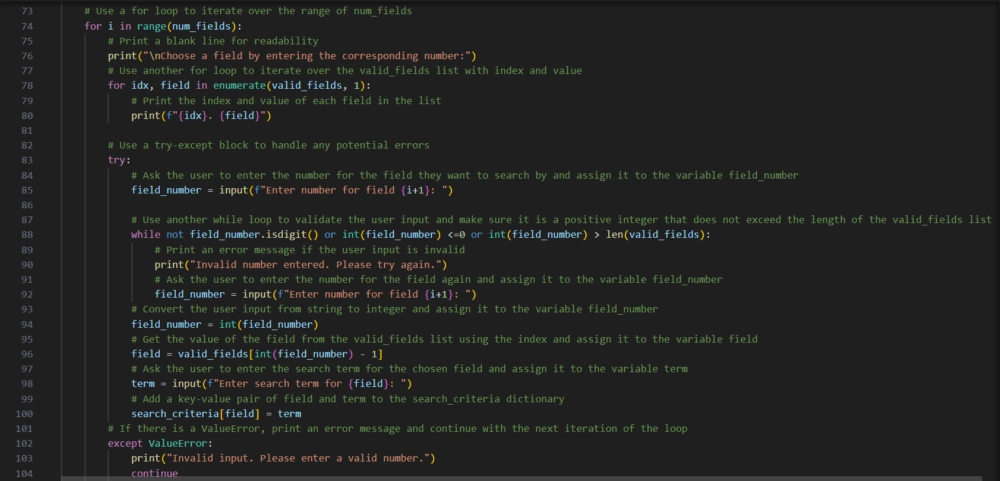 73 # Use a for loop to iterate over the range of num_fields
74 for i in range(num_fields):
75 # Print a blank line for readability
76 print("\nChoose a field by entering the corresponding number:")
77 # Use another for loop to iterate over the valid_fields list with index and value
78 for idx, field in enumerate(valid_fields, 1):
79 # Print the index and value of each field in the list
80 print(f"{idx}. {field}")
81
82 # Use a try-except block to handle any potential errors
83 try:
84 # Ask the user to enter the number for the field they want to search by and assign it to the variable field_number
85 field_number = input(f"Enter number for field {i+1}: ")
86
87 # Use another while loop to validate the user input and make sure it is a positive integer that does not exceed the length of the valid_fields list
88 while not field_number.isdigit() or int(field_number) <=0 or int(field_number) > len(valid_fields):
89 # Print an error message if the user input is invalid
90 print("Invalid number entered. Please try again.")
91 # Ask the user to enter the number for the field again and assign it to the variable field_number
92 field_number = input(f"Enter number for field {i+1}: ")
93 # Convert the user input from string to integer and assign it to the variable field_number
94 field_number = int(field_number)
95 # Get the value of the field from the valid_fields list using the index and assign it to the variable field
96 field = valid_fields[int(field_number) - 1]
97 # Ask the user to enter the search term for the chosen field and assign it to the variable term
98 term = input(f"Enter search term for {field}: ")
99 # Add a key-value pair of field and term to the search_criteria dictionary
100 search_criteria[field] = term
101 # If there is a ValueError, print an error message and continue with the next iteration of the loop
102 except ValueError:
103 print("Invalid input. Please enter a valid number.")
104 continue